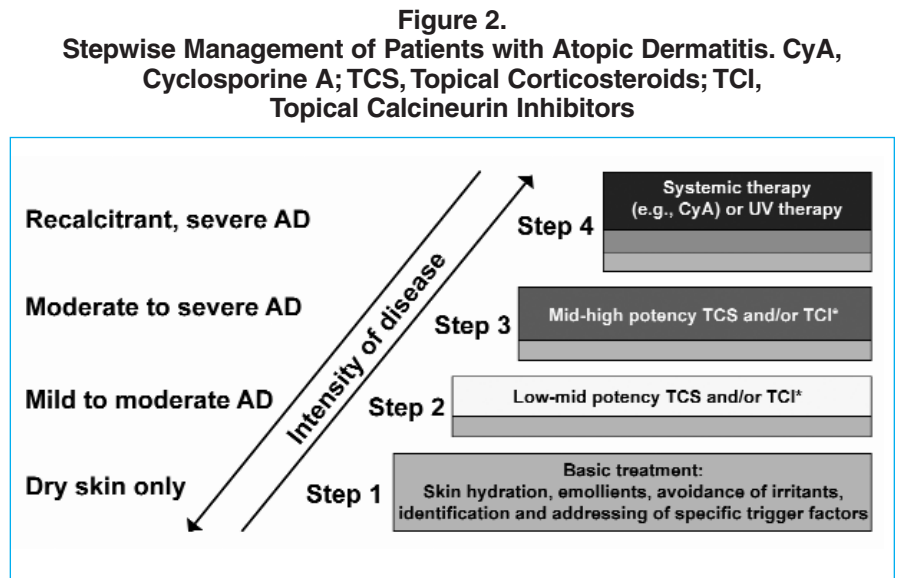 Figure 2.
Stepwise Management of Patients with Atopic Dermatitis. CyA,
Cyclosporine A; TCS, Topical Corticosteroids; TCI,
Topical Calcineurin Inhibitors
Recalcitrant, severe AD
Moderate to severe AD
Mild to moderate AD
Dry skin only
Intensity of disease
Step 4
Systemic therapy
(e.g., CyA) or UV therapy
Step 3
Mid-high potency TCS and/or TCI*
Step 2
Low-mid potency TCS and/or TCI*
Step 1
Basic treatment:
Skin hydration, emollients, avoidance of irritants,
identification and addressing of specific trigger factors